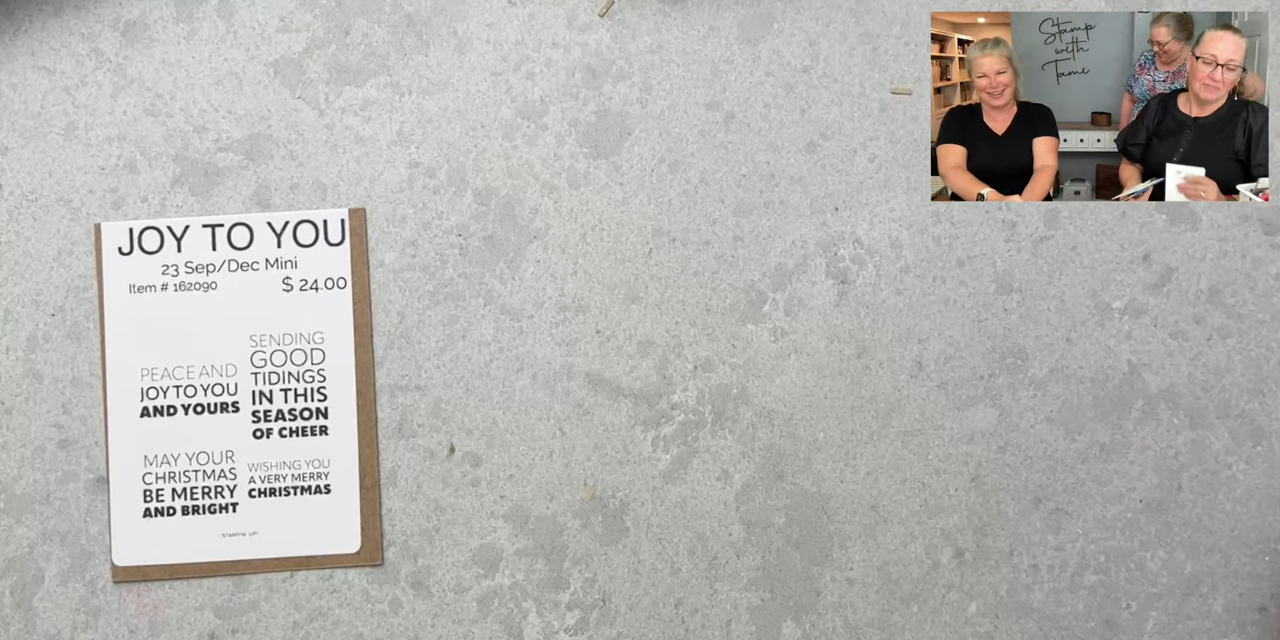 Stamp
with
Tami
JOY TO YOU
23 Sep/Dec Mini
Item # 162090
$ 24.00
PEACE AND
JOY TO YOU
AND YOURS
SENDING
GOOD
TIDINGS
IN THIS
SEASON
OF CHEER
MAY YOUR
CHRISTMAS
BE MERRY
AND BRIGHT
WISHING YOU
A VERY MERRY
CHRISTMAS
STAMPIN' UP!